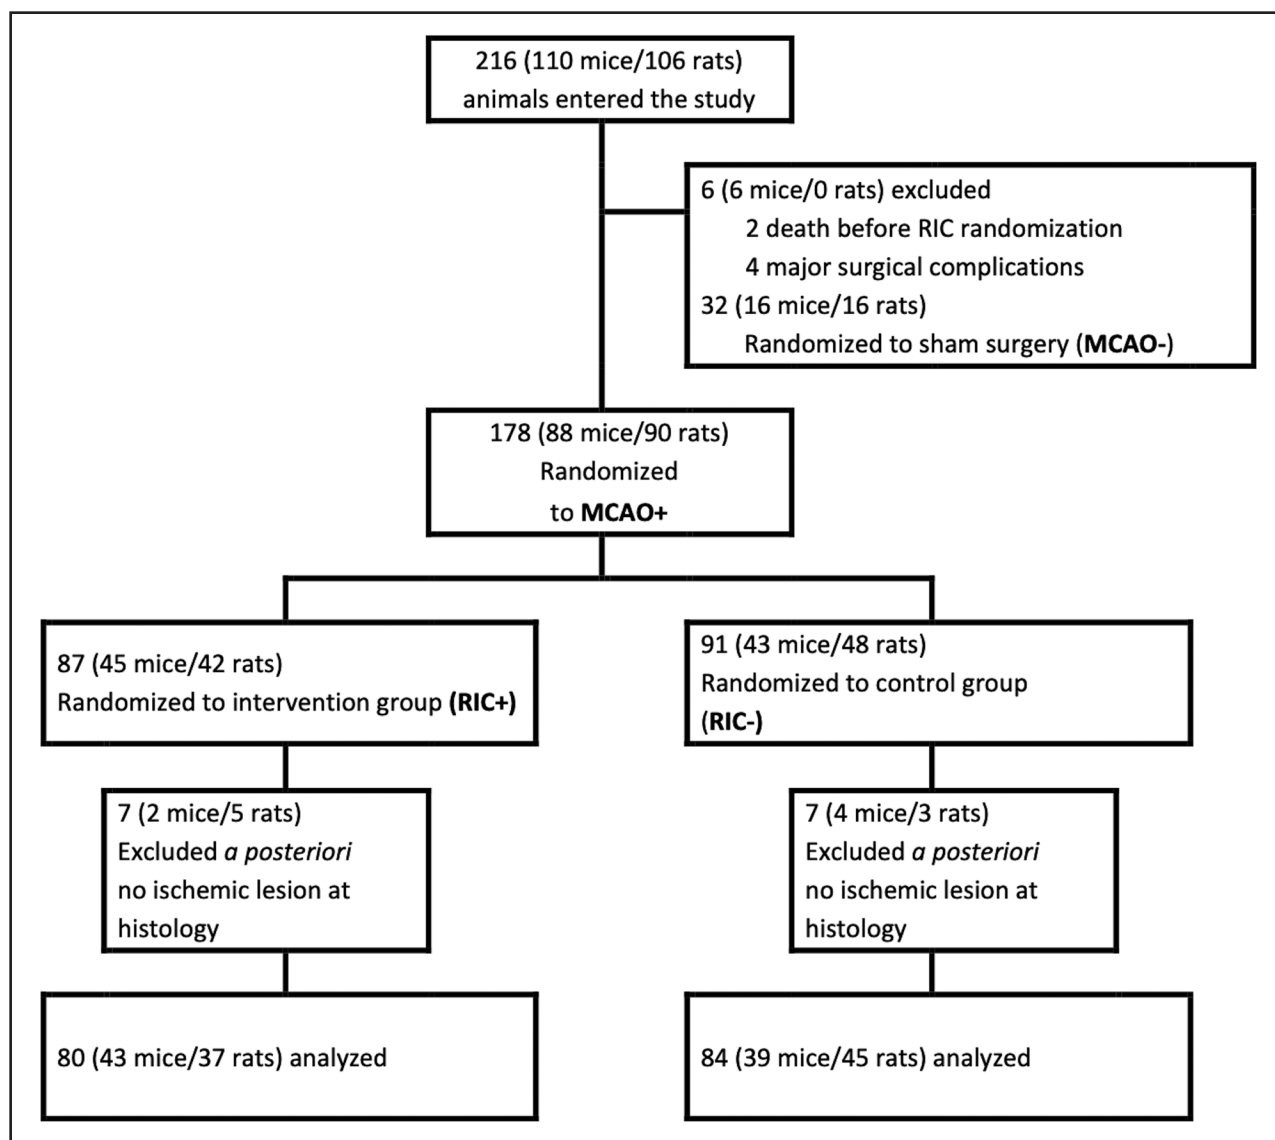 216 (110 mice/106 rats)
animals entered the study
6 (6 mice/0 rats) excluded
2 death before RIC randomization
4 major surgical complications
32 (16 mice/16 rats)
Randomized to sham surgery (MCAO-)
178 (88 mice/90 rats)
Randomized
to MCAO+
87 (45 mice/42 rats)
Randomized to intervention group (RIC+)
91 (43 mice/48 rats)
Randomized to control group
(RIC-)
7 (2 mice/5 rats)
Excluded a posteriori
no ischemic lesion at
histology
7 (4 mice/3 rats)
Excluded a posteriori
no ischemic lesion at
histology
80 (43 mice/37 rats) analyzed
84 (39 mice/45 rats) analyzed